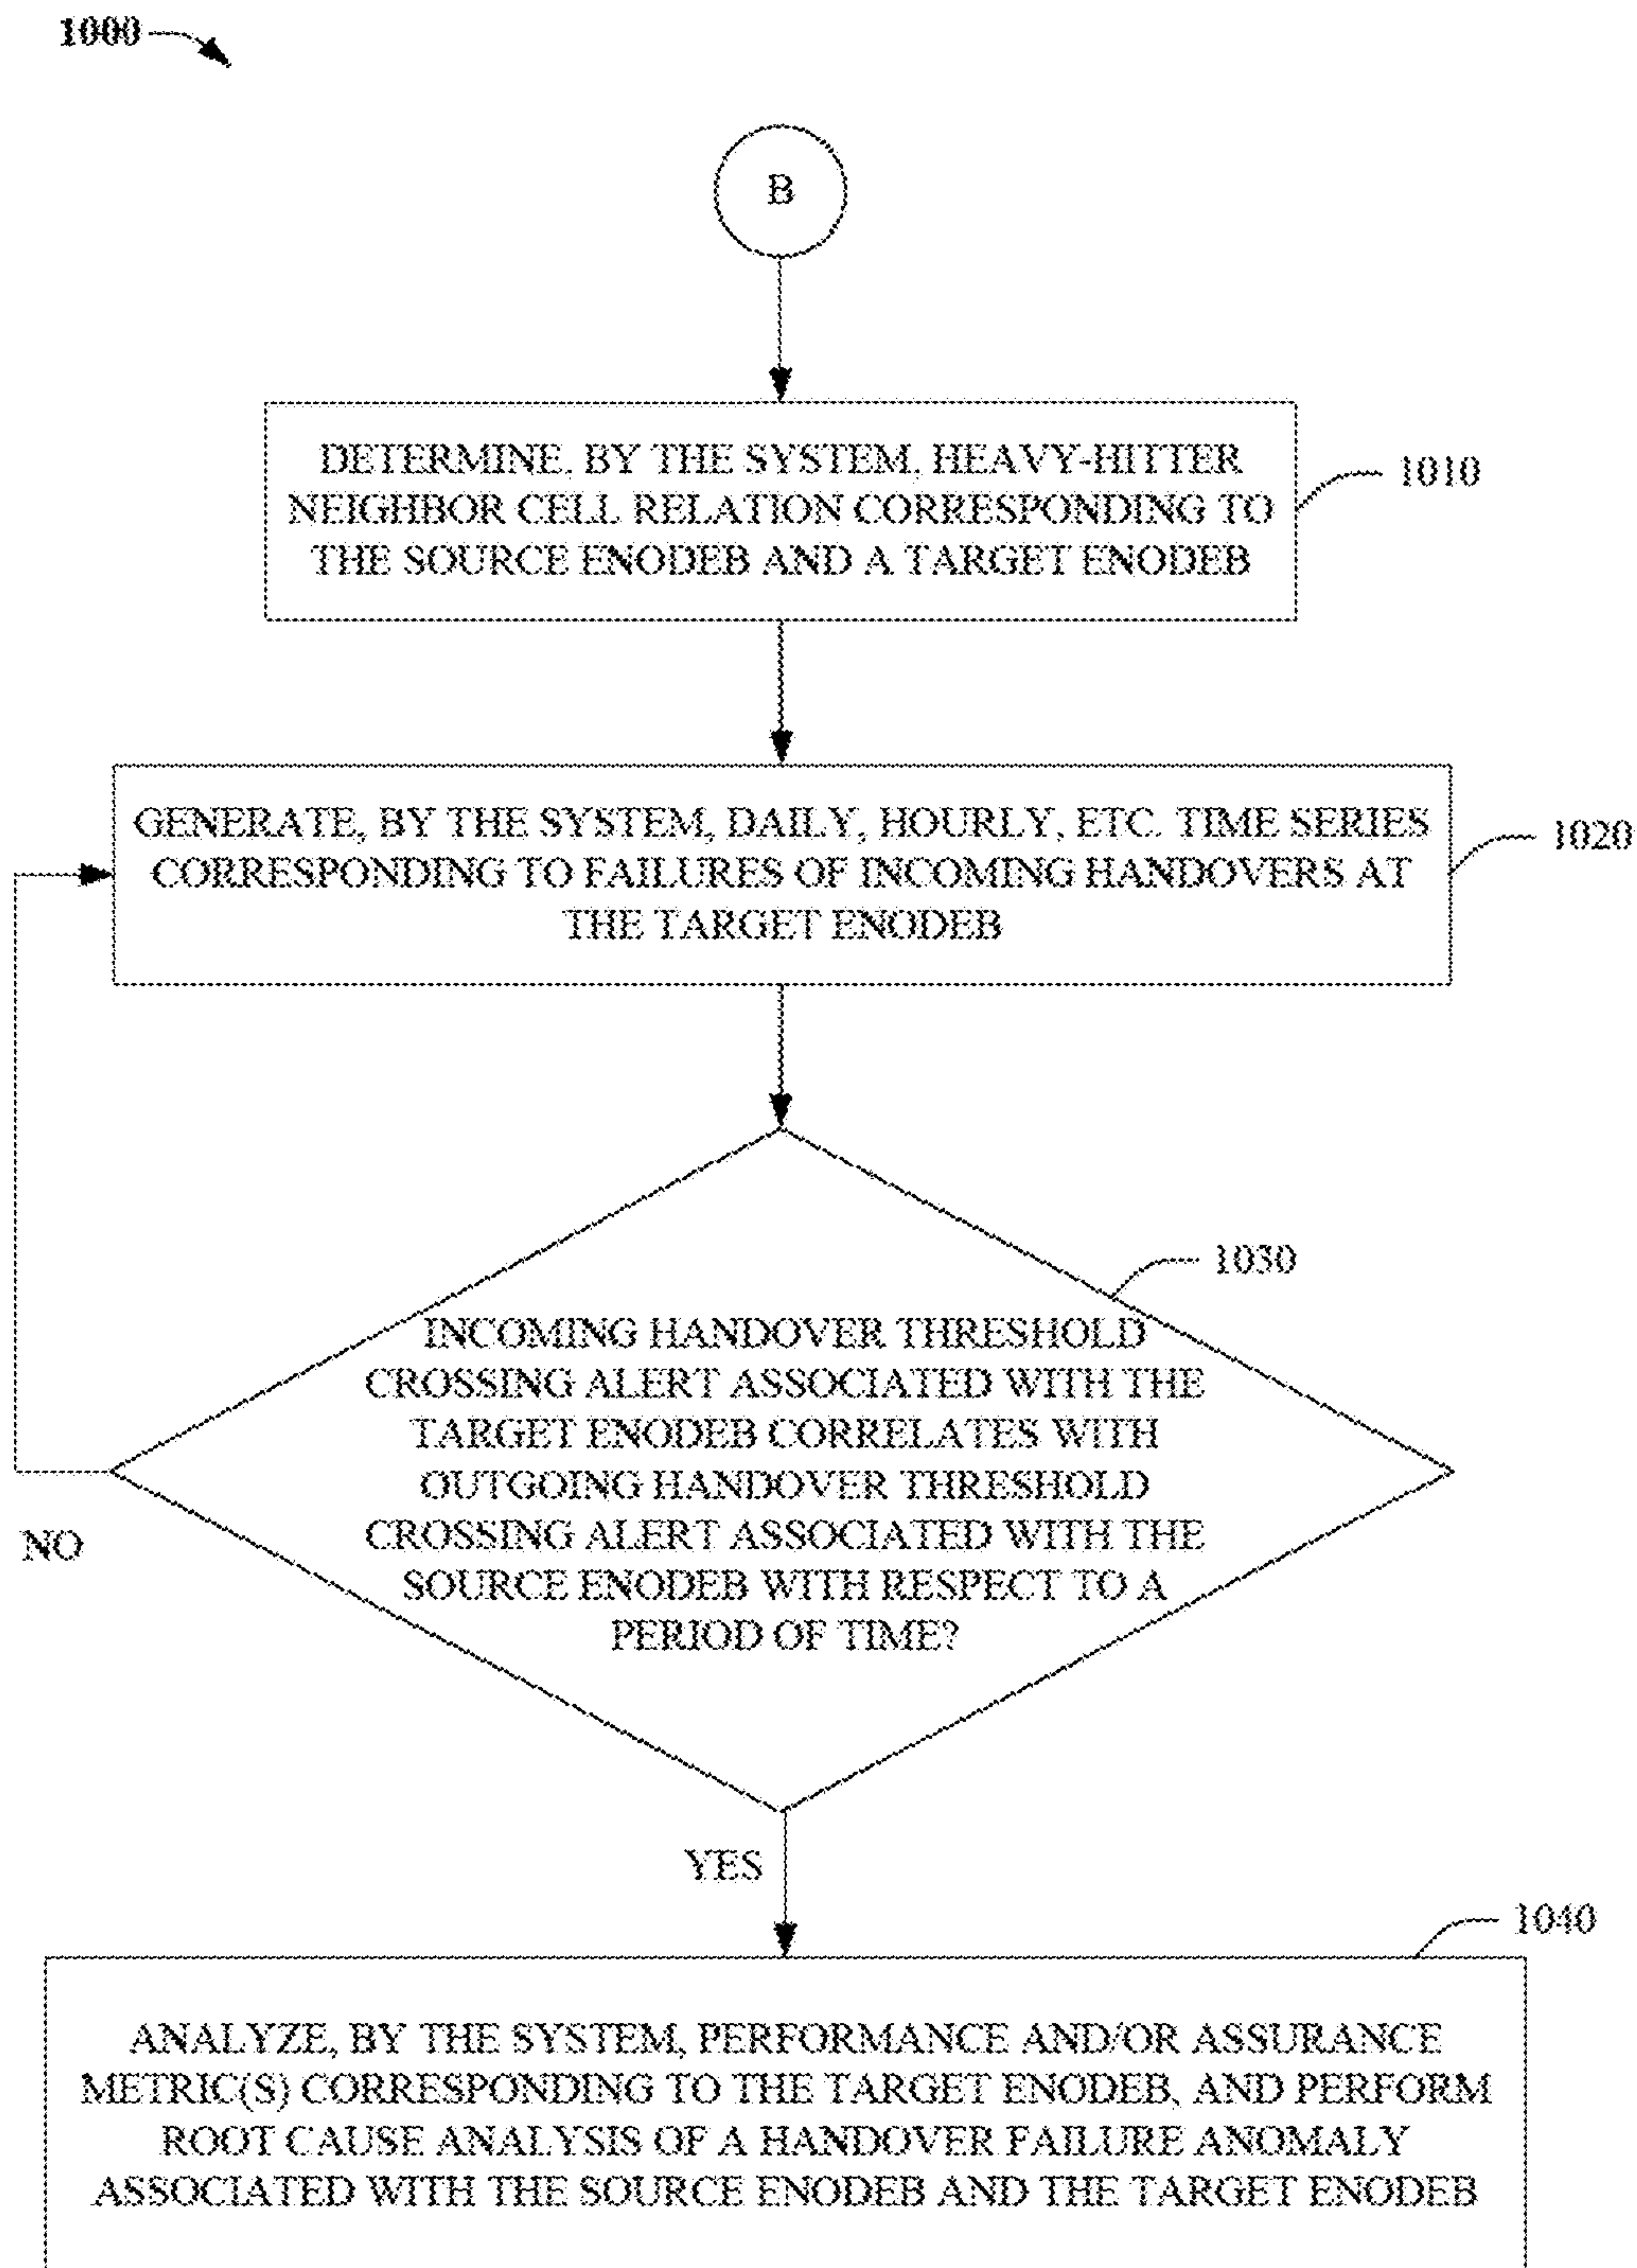 1000
B
DETERMINE, BY THE SYSTEM, HEAVY-HITTER
NEIGHBOR CELL RELATION CORRESPONDING TO
THE SOURCE ENODEB AND A TARGET ENODEB
1010
GENERATE, BY THE SYSTEM, DAILY, HOURLY, ETC. TIME SERIES
CORRESPONDING TO FAILURES OF INCOMING HANDOVERS AT
THE TARGET ENODEB
1020
1030
INCOMING HANDOVER THRESHOLD
CROSSING ALERT ASSOCIATED WITH THE
TARGET ENODEB CORRELATES WITH
OUTGOING HANDOVER THRESHOLD
CROSSING ALERT ASSOCIATED WITH THE
SOURCE ENODEB WITH RESPECT TO A
PERIOD OF TIME?
NO
YES
1040
ANALYZE, BY THE SYSTEM, PERFORMANCE AND/OR ASSURANCE
METRIC(S) CORRESPONDING TO THE TARGET ENODEB, AND PERFORM
ROOT CAUSE ANALYSIS OF A HANDOVER FAILURE ANOMALY
ASSOCIATED WITH THE SOURCE ENODEB AND THE TARGET ENODEB